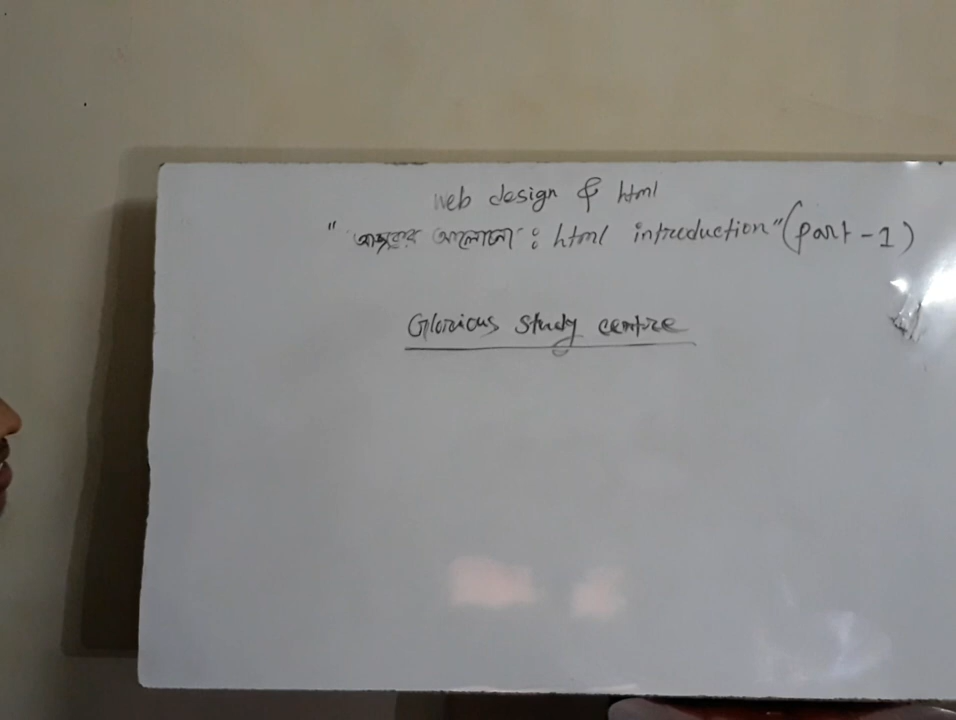 web design & html
" আজকের আলোচনা : html introduction" (part - 1)
Glorious Study centre